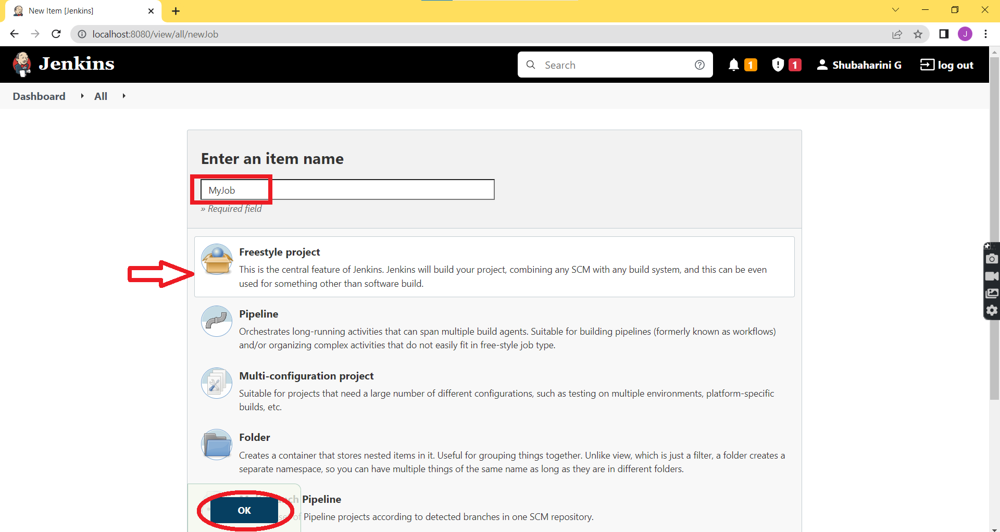 New Item [Jenkins]
localhost:8080/view/all/newJob
J
Jenkins
Search
1
1
Shubaharini G
log out
Dashboard
All
Enter an item name
MyJob
» Required field
Freestyle project
This is the central feature of Jenkins. Jenkins will build your project, combining any SCM with any build system, and this can be even
used for something other than software build.
Pipeline
Orchestrates long-running activities that can span multiple build agents. Suitable for building pipelines (formerly known as workflows)
and/or organizing complex activities that do not easily fit in free-style job type.
Multi-configuration project
Suitable for projects that need a large number of different configurations, such as testing on multiple environments, platform-specific
builds, etc.
Folder
Creates a container that stores nested items in it. Useful for grouping things together. Unlike view, which is just a filter, a folder creates a
separate namespace, so you can have multiple things of the same name as long as they are in different folders.
Pipeline
OK
of Pipeline projects according to detected branches in one SCM repository.